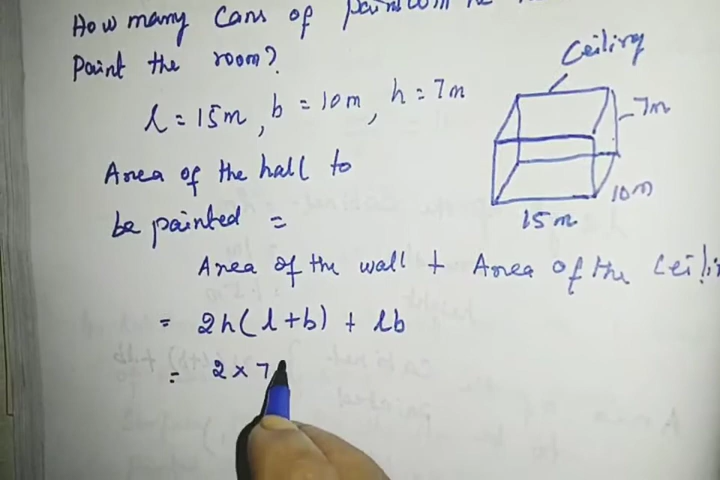 How many cans of
Paint the room?
l = 15m, b = 10m, h = 7m
Ceiling
7m
10m
15m
Area of the hall to
be painted =
Area of the wall + Area of the
= 2h(l+b) + lb
= 2 × 7